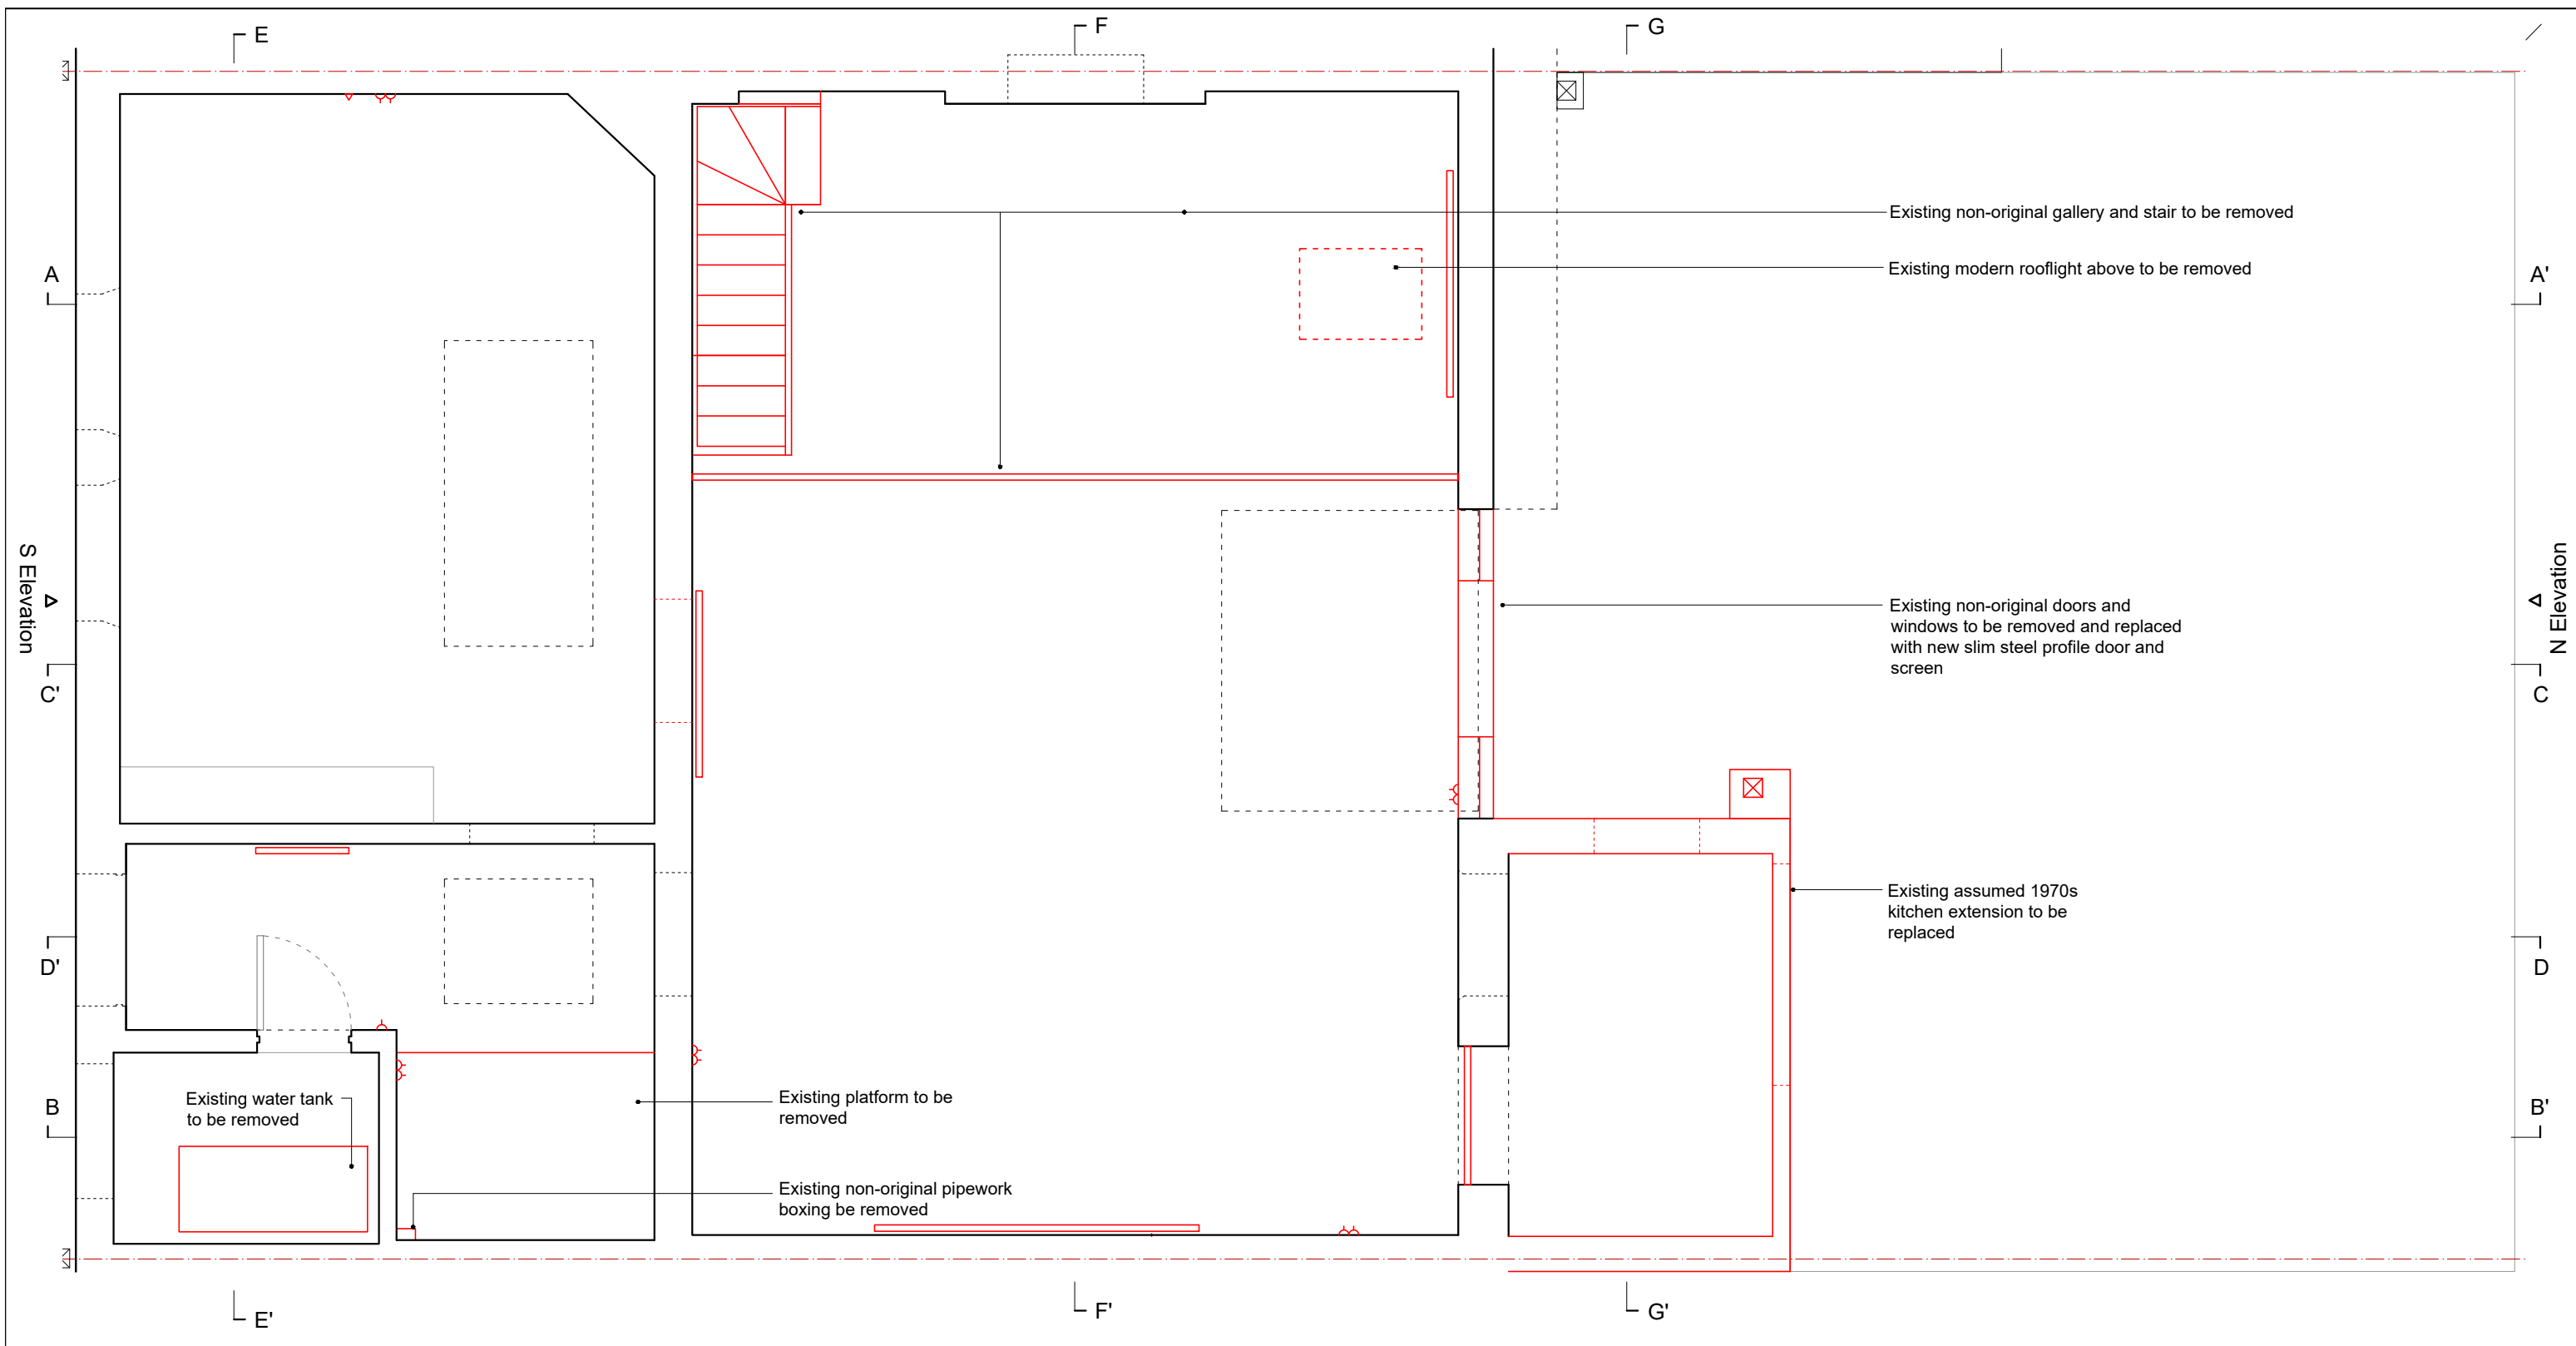 E
F
G
Existing non-original gallery and stair to be removed
A
A'
Existing modern rooflight above to be removed
S Elevation
N Elevation
Existing non-original doors and
windows to be removed and replaced
with new slim steel profile door and
screen
C'
C
Existing assumed 1970s
kitchen extension to be
replaced
D'
D
Existing water tank
to be removed
Existing platform to be
removed
B
B'
Existing non-original pipework
boxing be removed
E'
F'
G'